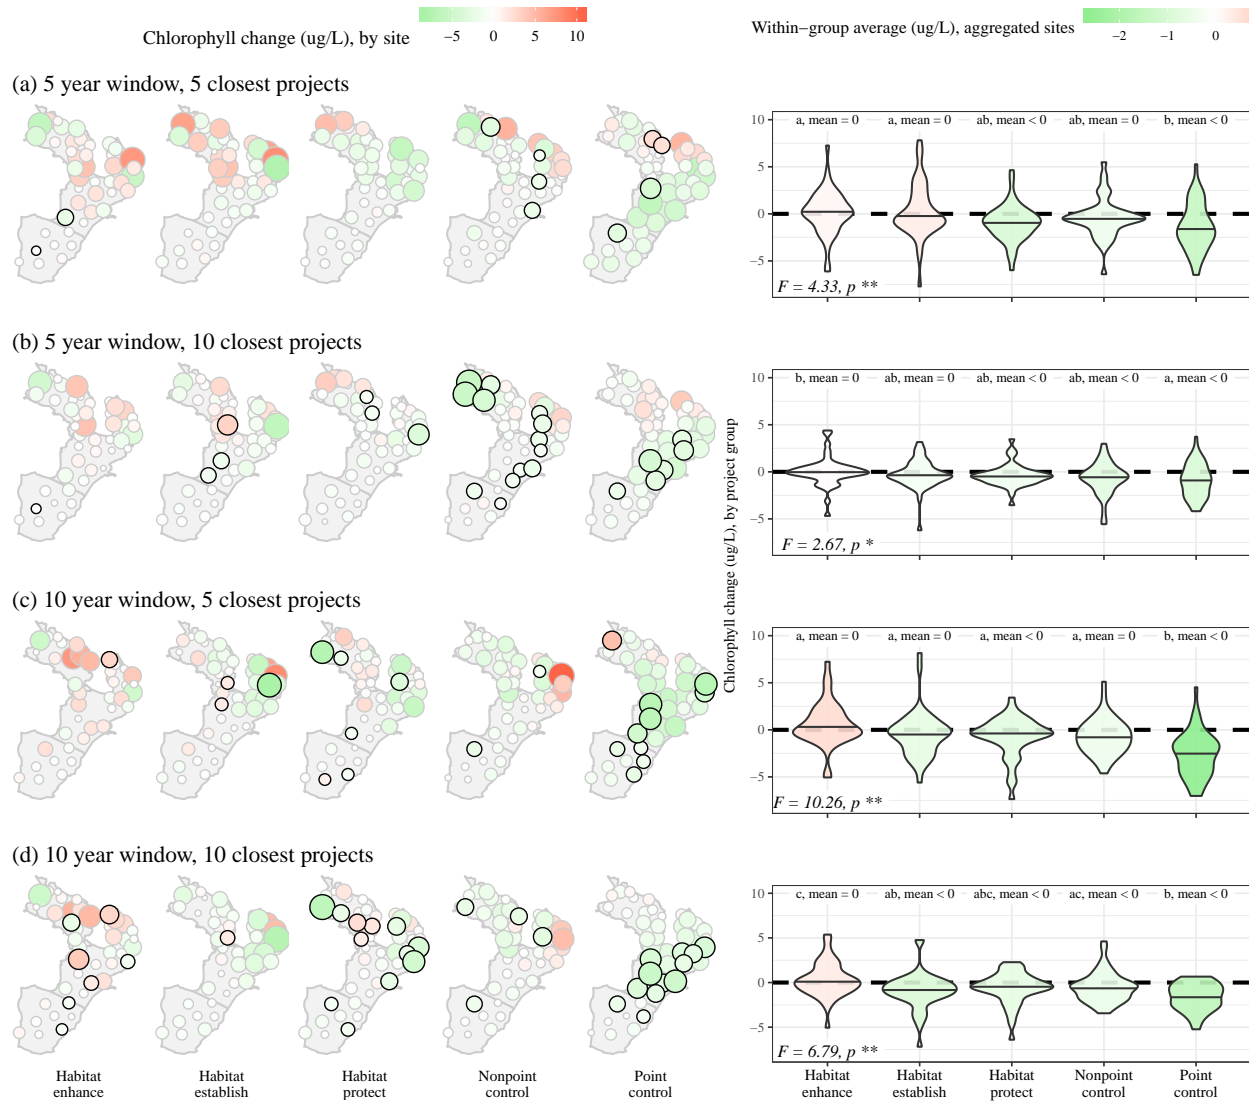 Chlorophyll change (ug/L), by site
−5 0 5 10
Within−group average (ug/L), aggregated sites
−2 −1 0
(a) 5 year window, 5 closest projects
10
5
0
−5
a, mean = 0 a, mean = 0 ab, mean < 0 ab, mean = 0 b, mean < 0
F = 4.33, p **
(b) 5 year window, 10 closest projects
10
5
0
−5
b, mean = 0 ab, mean = 0 ab, mean < 0 ab, mean < 0 a, mean < 0
F = 2.67, p *
Chlorophyll change (ug/L), by project group
(c) 10 year window, 5 closest projects
10
5
0
−5
a, mean = 0 a, mean = 0 a, mean < 0 a, mean = 0 b, mean < 0
F = 10.26, p **
(d) 10 year window, 10 closest projects
10
5
0
−5
c, mean = 0 ab, mean < 0 abc, mean < 0 ac, mean < 0 b, mean < 0
F = 6.79, p **
Habitat Habitat Habitat Nonpoint Point
enhance establish protect control control
Habitat Habitat Habitat Nonpoint Point
enhance establish protect control control